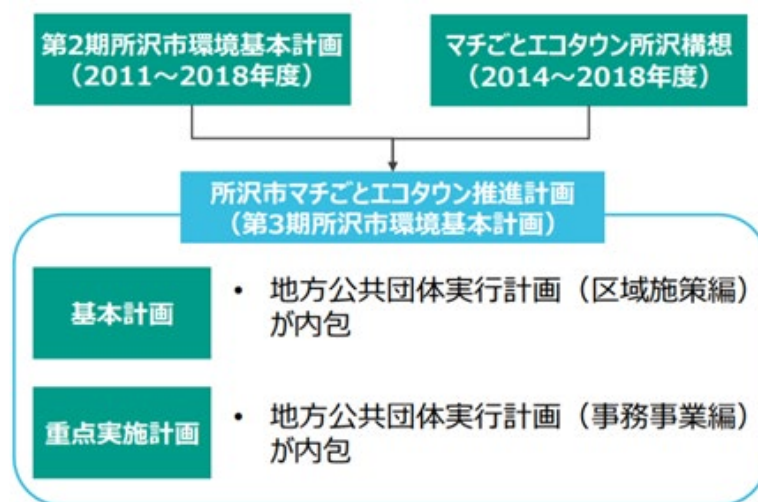 第2期所沢市環境基本計画
（2011～2018年度）
マチごとエコタウン所沢構想
（2014～2018年度）
所沢市マチごとエコタウン推進計画
（第3期所沢市環境基本計画）
基本計画
• 地方公共団体実行計画（区域施策編）
が内包
重点実施計画
• 地方公共団体実行計画（事務事業編）
が内包